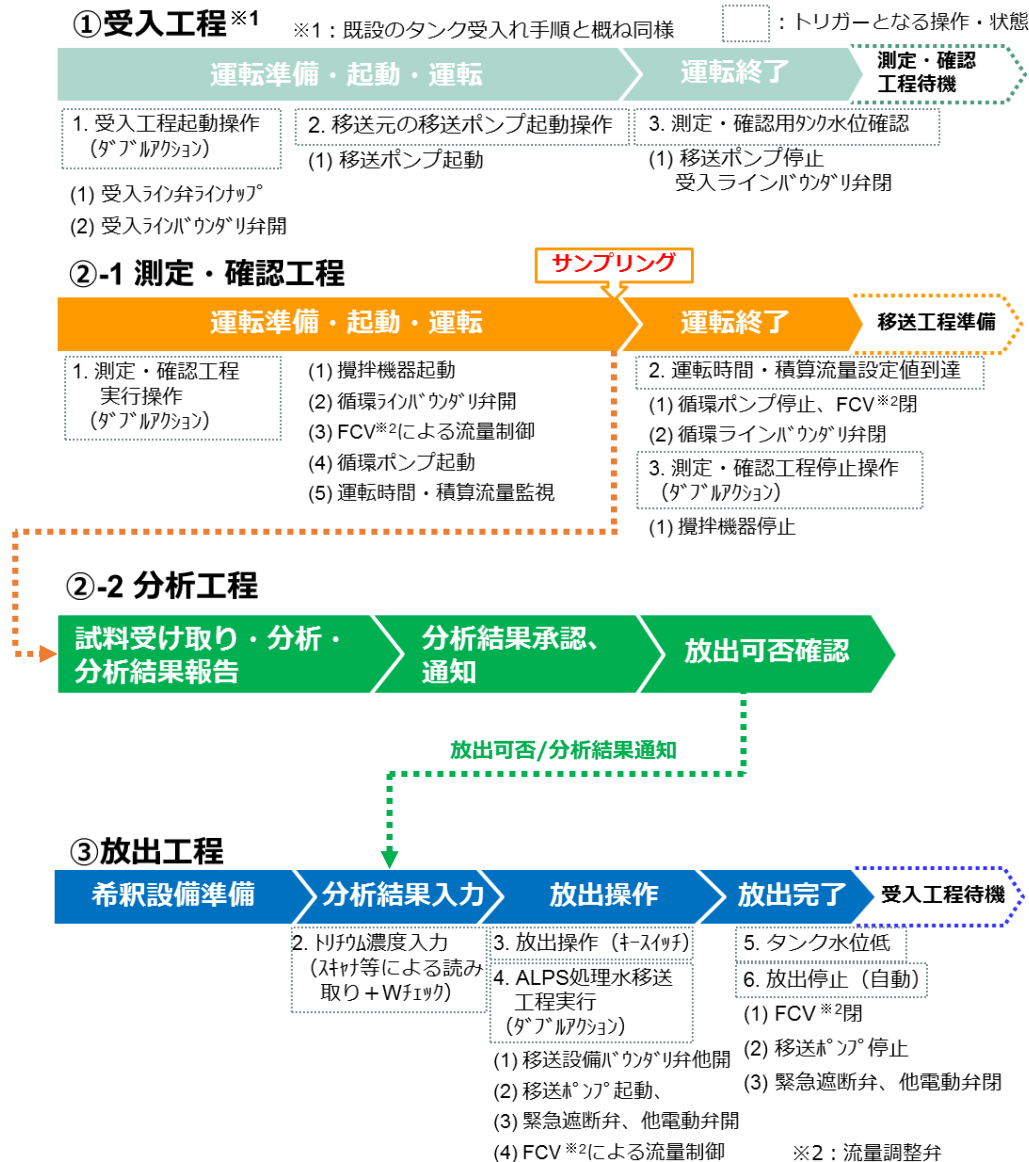 ①受入工程※1
※1：既設のタンク受入れ手順と概ね同様
：トリガーとなる操作・状態
運転準備・起動・運転
運転終了
測定・確認
工程待機
1. 受入工程起動操作
(ﾀﾞﾌﾞﾙｱｸｼｮﾝ)
(1) 受入ﾗｲﾝ弁ﾗｲﾝﾅｯﾌﾟ
(2) 受入ﾗｲﾝﾊﾞｳﾝﾀﾞﾘ弁開
2. 移送元の移送ポンプ起動操作
(1) 移送ポンプ起動
3. 測定・確認用ﾀﾝｸ水位確認
(1) 移送ポンプ停止
受入ラインﾊﾞｳﾝﾀﾞﾘ弁閉
②-1 測定・確認工程
サンプリング
運転準備・起動・運転
運転終了
移送工程準備
1. 測定・確認工程
実行操作
(ﾀﾞﾌﾞﾙｱｸｼｮﾝ)
(1) 攪拌機器起動
(2) 循環ﾗｲﾝﾊﾞｳﾝﾀﾞﾘ弁開
(3) FCV※2による流量制御
(4) 循環ポンプ起動
(5) 運転時間・積算流量監視
2. 運転時間・積算流量設定値到達
(1) 循環ポンプ停止、FCV※2閉
(2) 循環ラインﾊﾞｳﾝﾀﾞﾘ弁閉
3. 測定・確認工程停止操作
(ﾀﾞﾌﾞﾙｱｸｼｮﾝ)
(1) 攪拌機器停止
②-2 分析工程
試料受け取り・分析・
分析結果報告
分析結果承認、
通知
放出可否確認
放出可否/分析結果通知
③放出工程
希釈設備準備
分析結果入力
放出操作
放出完了
受入工程待機
2. ﾄﾘﾁｳﾑ濃度入力
(ｽｷｬﾅ等による読み
取り＋Wﾁｪｯｸ)
3. 放出操作（ｷｰｽｲｯﾁ)
4. ALPS処理水移送
工程実行
(ﾀﾞﾌﾞﾙｱｸｼｮﾝ)
(1) 移送設備ﾊﾞｳﾝﾀﾞﾘ弁他開
(2) 移送ﾎﾟﾝﾌﾟ起動、
(3) 緊急遮断弁、他電動弁開
(4) FCV※2による流量制御
5. タンク水位低
6. 放出停止（自動）
(1) FCV※2閉
(2) 移送ﾎﾟﾝﾌﾟ停止
(3) 緊急遮断弁、他電動弁閉
※2：流量調整弁